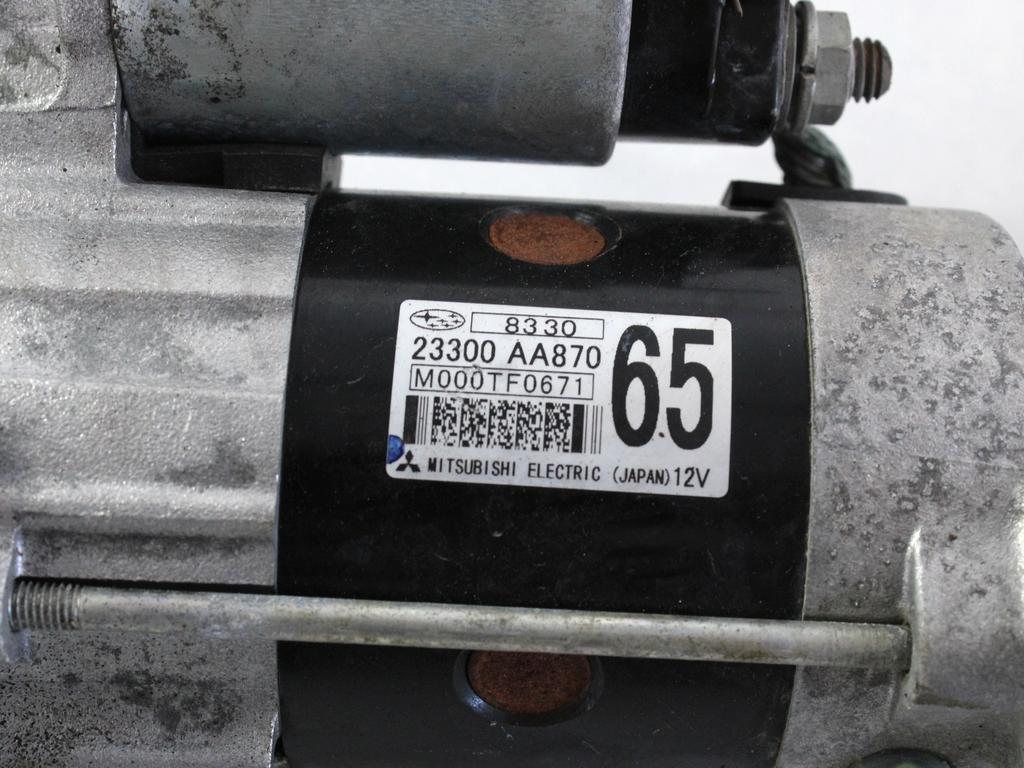 8330
23300 AA870
M000TF0671
65
MITSUBISHI ELECTRIC (JAPAN) 12V